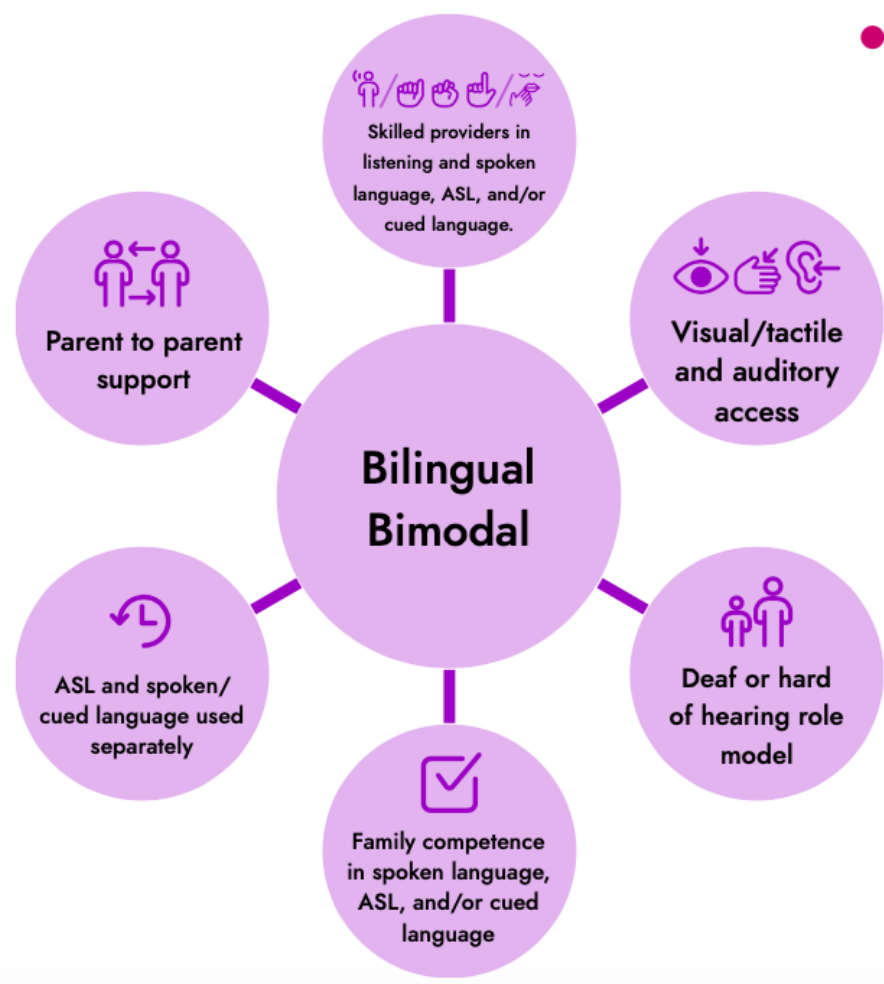 Skilled providers in
listening and spoken
language, ASL, and/or
cued language.
Parent to parent
support
Visual/tactile
and auditory
access
Bilingual
Bimodal
ASL and spoken/
cued language used
separately
Deaf or hard
of hearing role
model
Family competence
in spoken language,
ASL, and/or cued
language